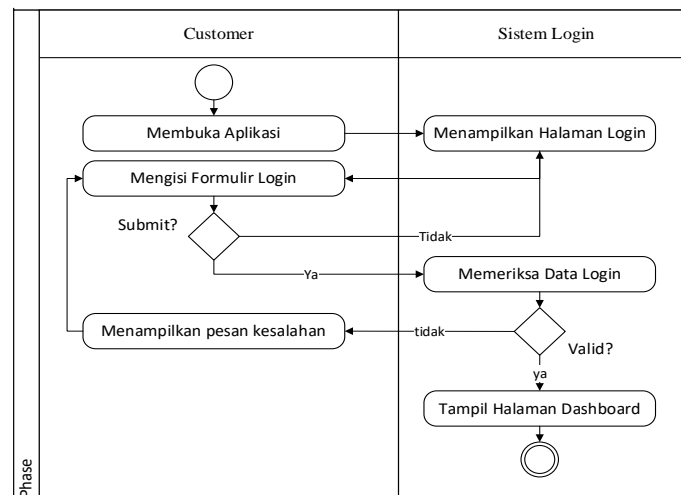 Customer
Sistem Login
Membuka Aplikasi
Menampilkan Halaman Login
Mengisi Formulir Login
Submit?
Tidak
Ya
Memeriksa Data Login
Menampilkan pesan kesalahan
tidak
Valid?
ya
Tampil Halaman Dashboard
Phase